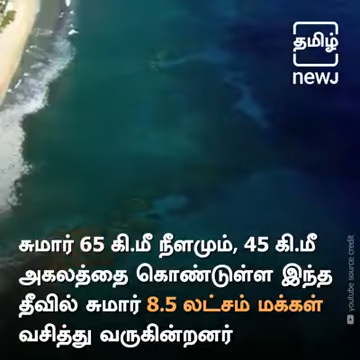 தமிழ்
newJ
சுமார் 65 கி.மீ நீளமும், 45 கி.மீ
அகலத்தை கொண்டுள்ள இந்த
தீவில் சுமார் 8.5 லட்சம் மக்கள்
வசித்து வருகின்றனர்
youtube source credit